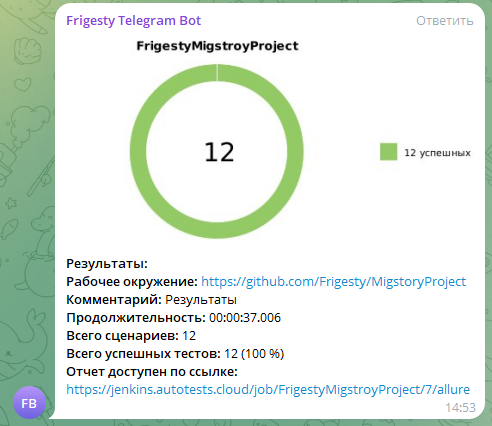 Frigesty Telegram Bot
Ответить
FrigestyMigstroyProject
12
12 успешных
Результаты:
Рабочее окружение: https://github.com/Frigesty/MigstoryProject
Комментарий: Результаты
Продолжительность: 00:00:37.006
Всего сценариев: 12
Всего успешных тестов: 12 (100 %)
Отчет доступен по ссылке:
https://jenkins.autotests.cloud/job/FrigestyMigstroyProject/7/allure
FB
14:53